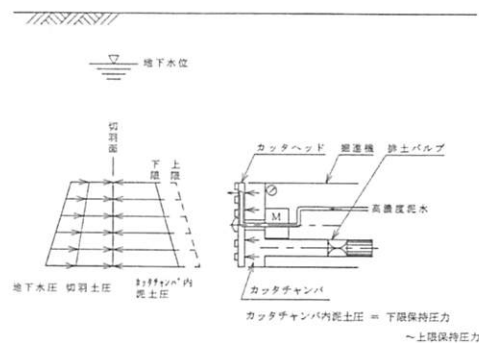 地下水位
切羽面
下限
上限
カッタヘッド
掘進機
排土バルブ
M
高濃度泥水
地下水圧 切羽土圧
カッタチャンバ内
泥土圧
カッタチャンバ
カッタチャンバ内泥土圧 = 下限保持圧力
～上限保持圧力